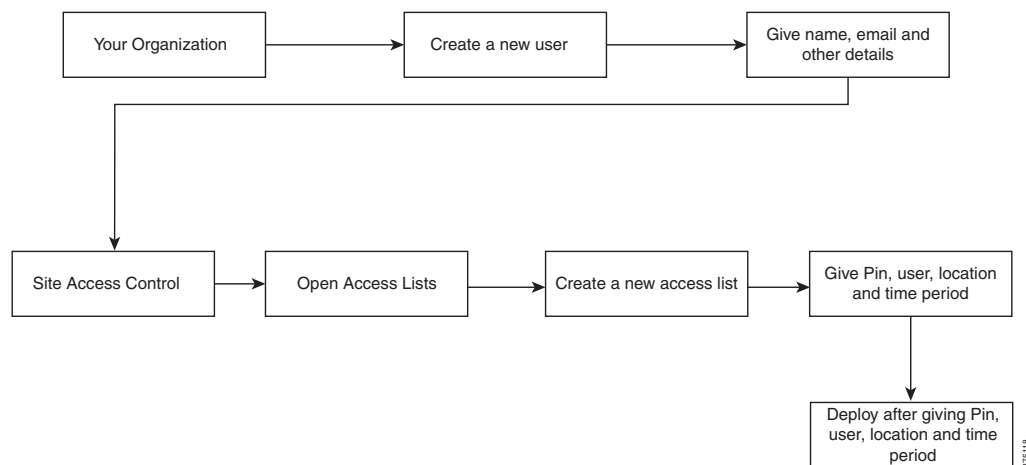 Your Organization
Create a new user
Give name, email and
other details
Site Access Control
Open Access Lists
Create a new access list
Give Pin, user, location
and time period
Deploy after giving Pin,
user, location and time
period